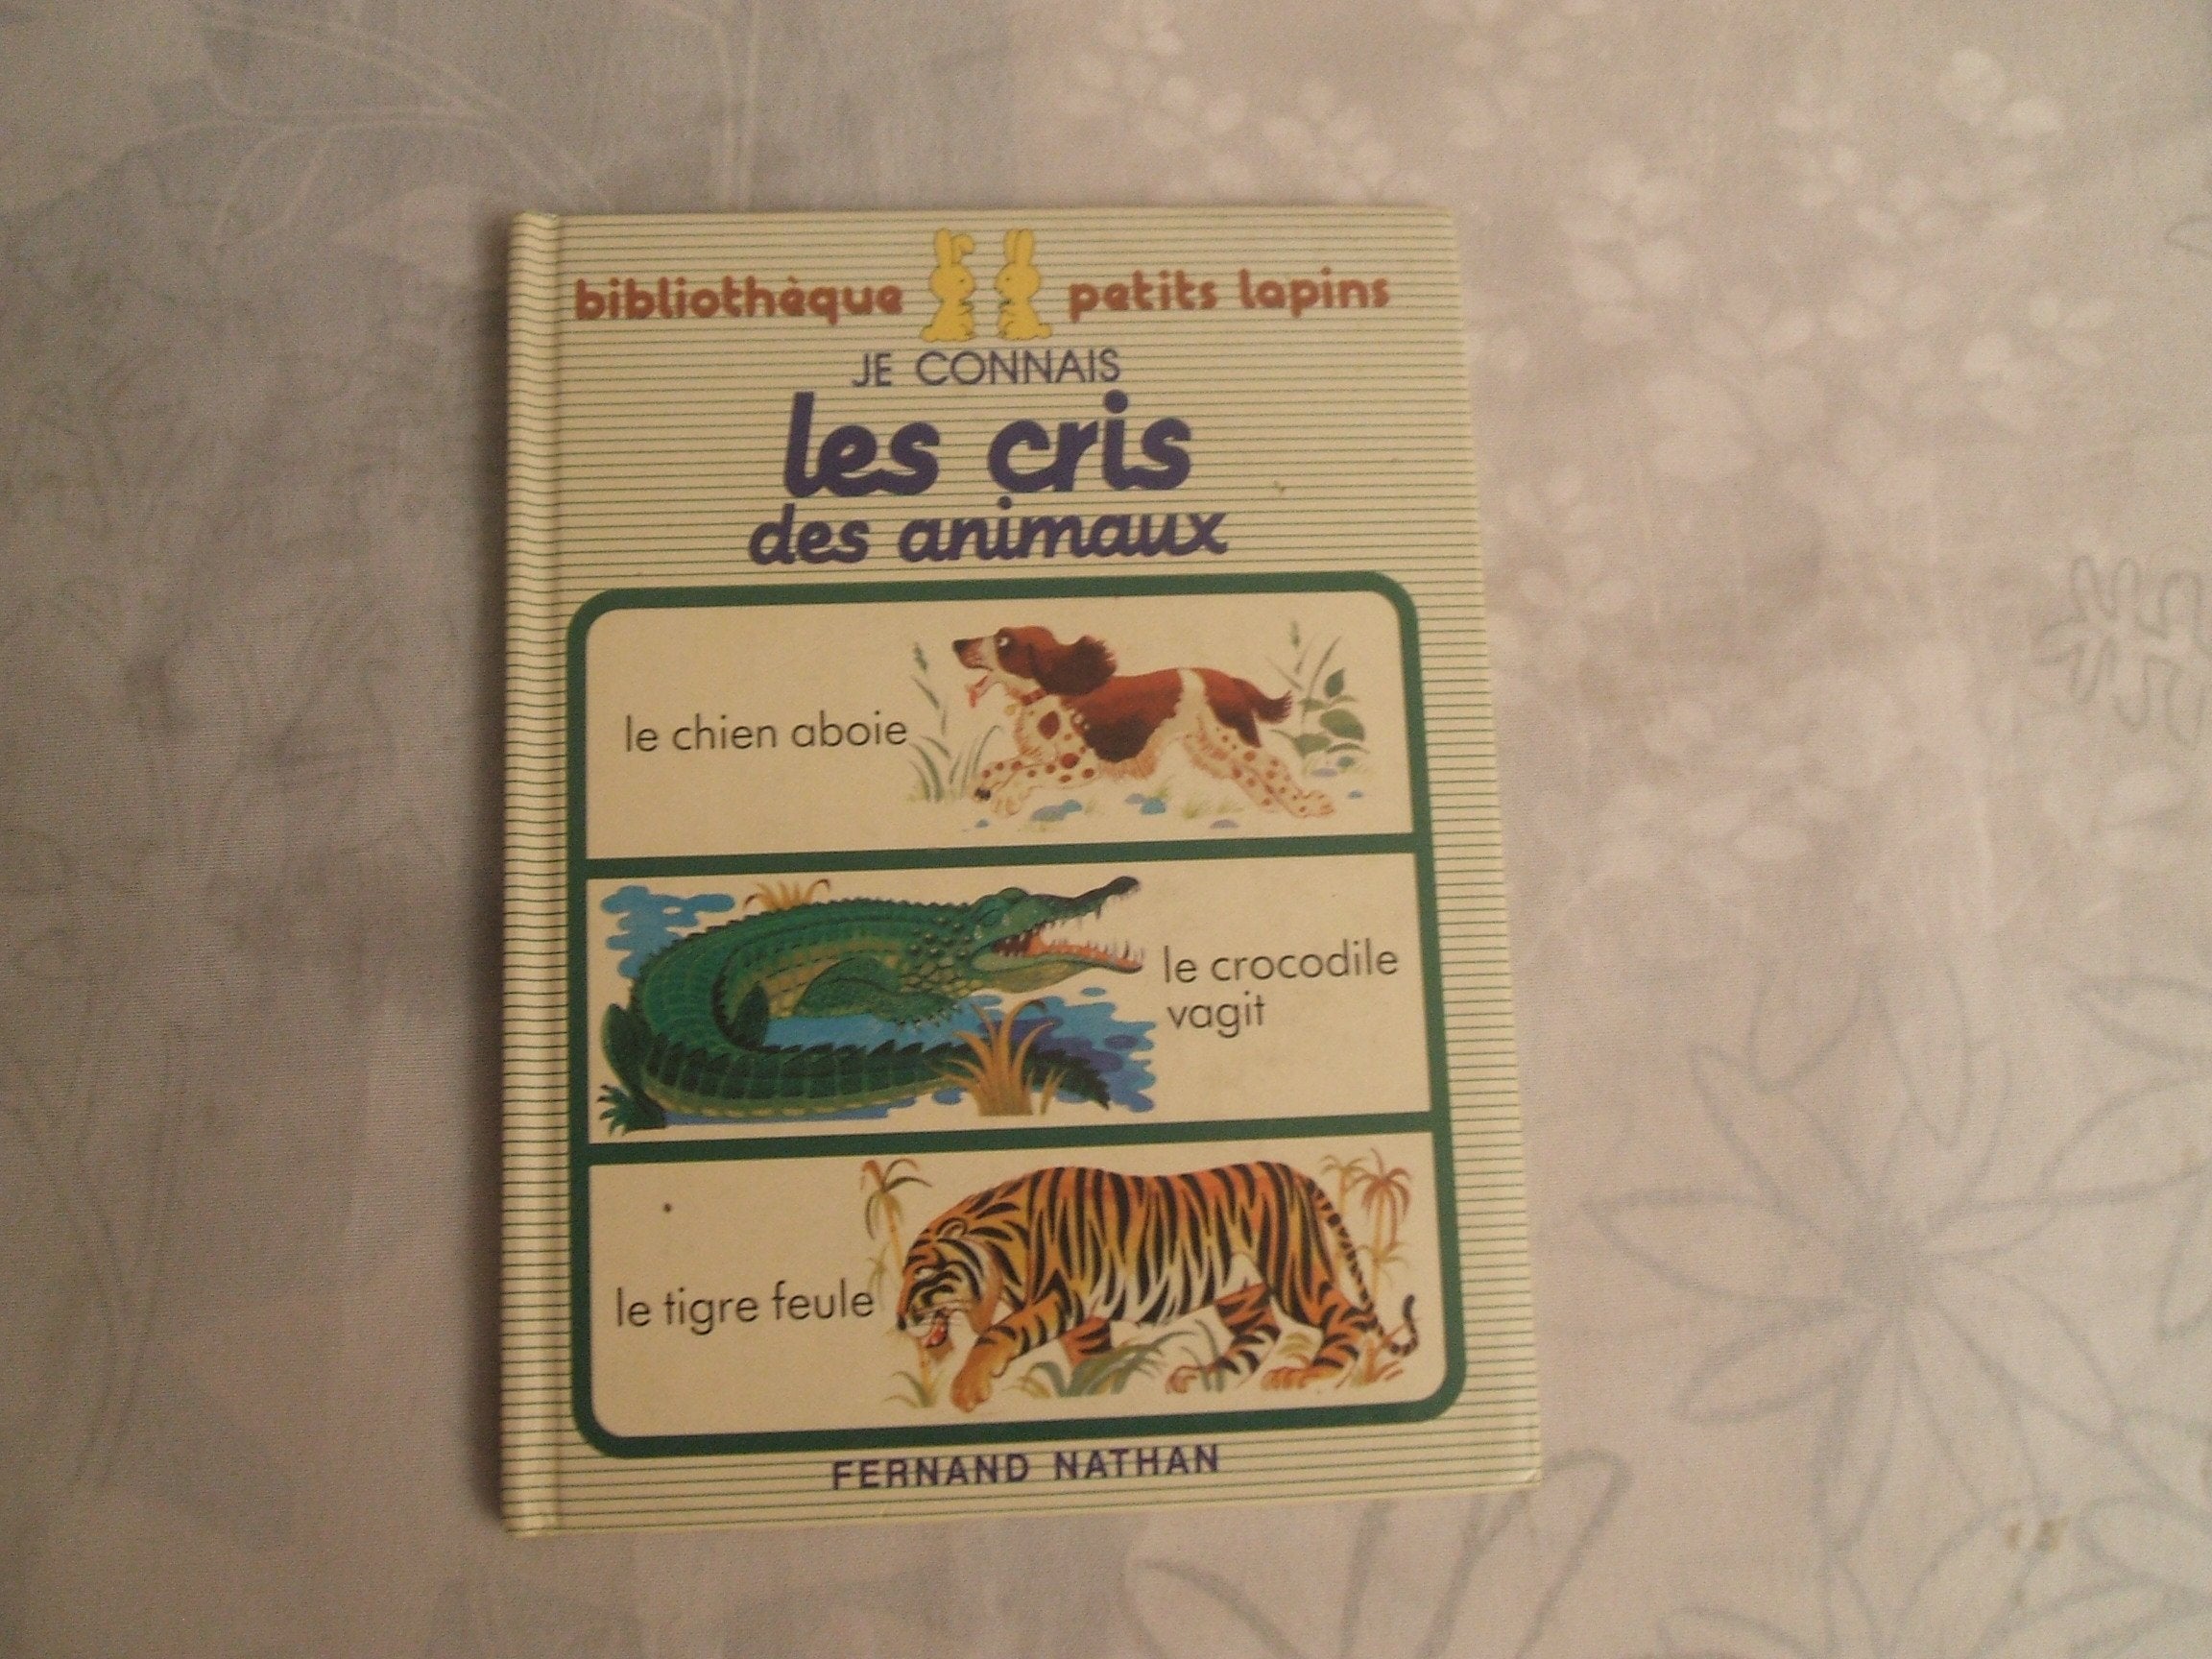 bibliothèque petits lapins
JE CONNAIS
les cris
des animaux
le chien aboie
le crocodile
vagit
le tigre feule
FERNAND NATHAN